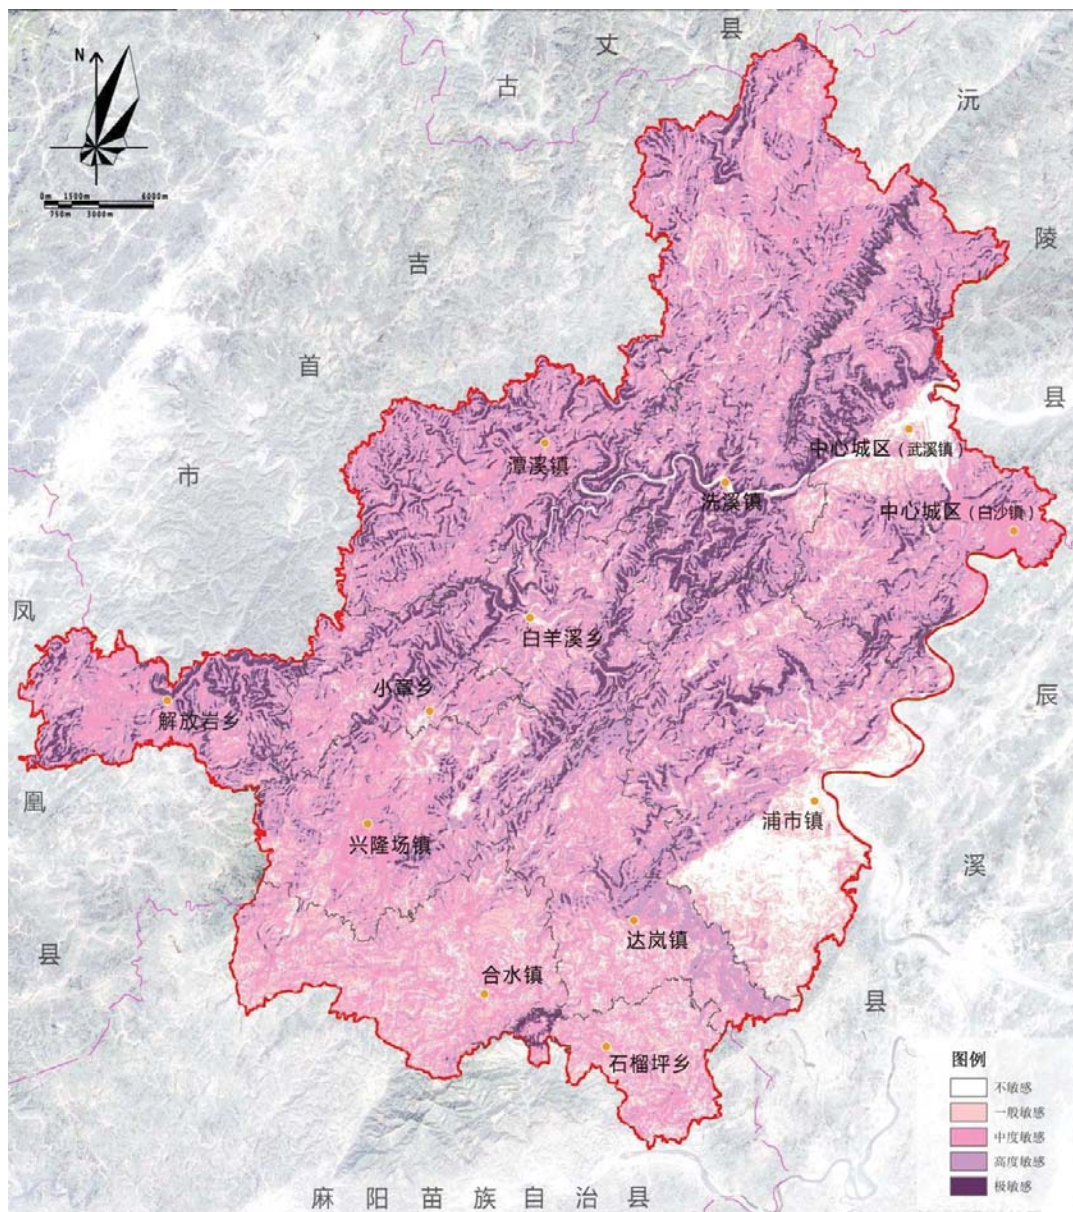 丈 县
古
沅
N
0m 1500m 6000m
750m 3000m
陵
吉
首
县
中心城区（武溪镇）
潭溪镇
市
洗溪镇
中心城区（白沙镇）
凤
白羊溪乡
小章乡
辰
解放岩乡
凰
浦市镇
兴隆场镇
溪
达岚镇
县
合水镇
县
石榴坪乡
图例
不敏感
一般敏感
中度敏感
高度敏感
极敏感
麻阳苗族自治县